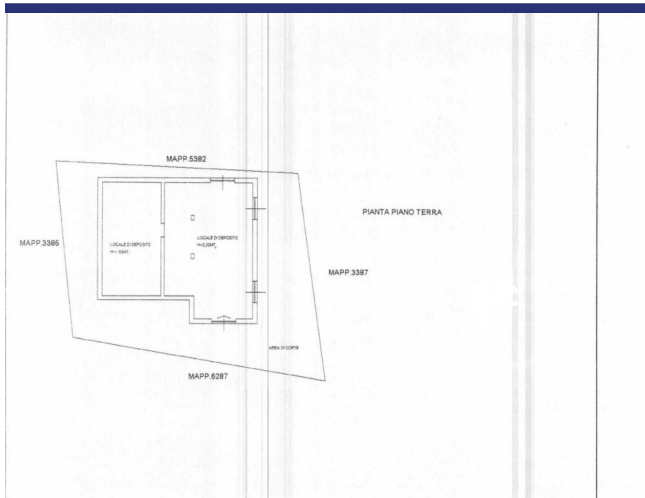 MAPP.5382
PIANTA PIANO TERRA
LOCALE DI DEPOSITO
LOCALE DI DEPOSITO
MAPP.3386
MAPP.3387
AREA DI CORTE
MAPP.6287